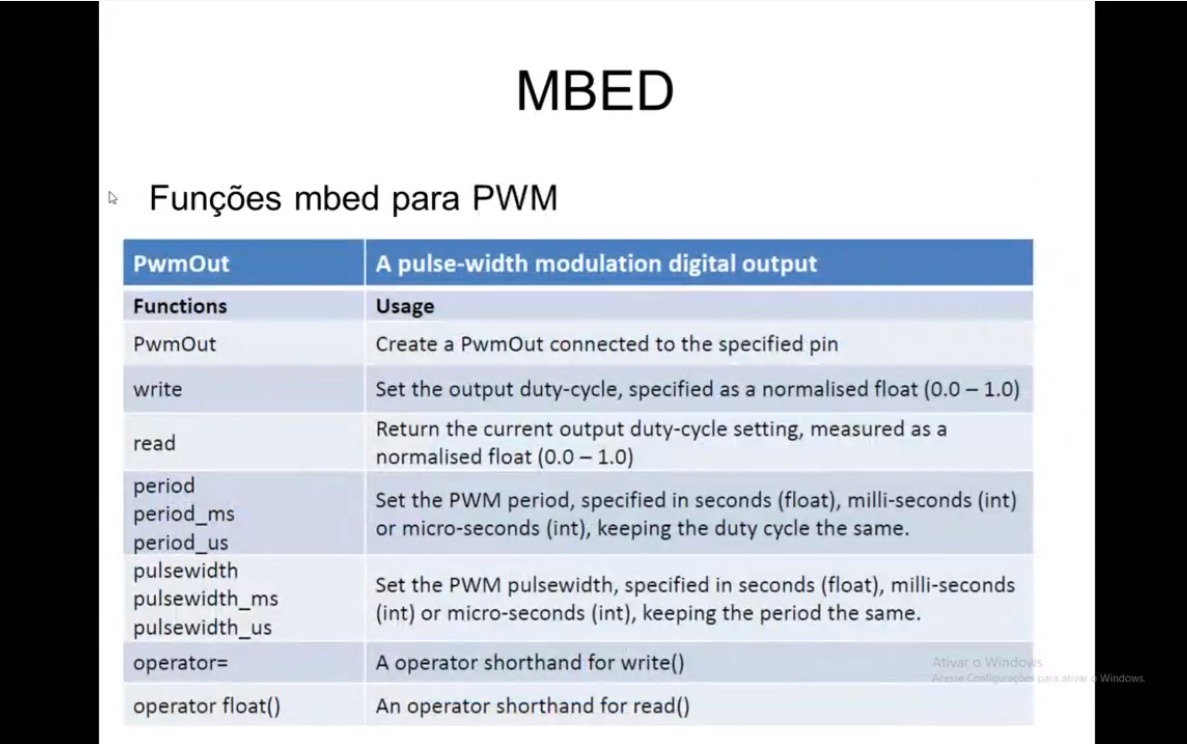 MBED
Funções mbed para PWM
PwmOut A pulse-width modulation digital output
Functions Usage
PwmOut Create a PwmOut connected to the specified pin
write Set the output duty-cycle, specified as a normalised float (0.0 – 1.0)
read Return the current output duty-cycle setting, measured as a
normalised float (0.0 – 1.0)
period
period_ms
period_us
Set the PWM period, specified in seconds (float), milli-seconds (int)
or micro-seconds (int), keeping the duty cycle the same.
pulsewidth
pulsewidth_ms
pulsewidth_us
Set the PWM pulsewidth, specified in seconds (float), milli-seconds
(int) or micro-seconds (int), keeping the period the same.
operator= A operator shorthand for write()
operator float() An operator shorthand for read()
Ativar o Windows
Acesse Configurações para ativar o Windows.